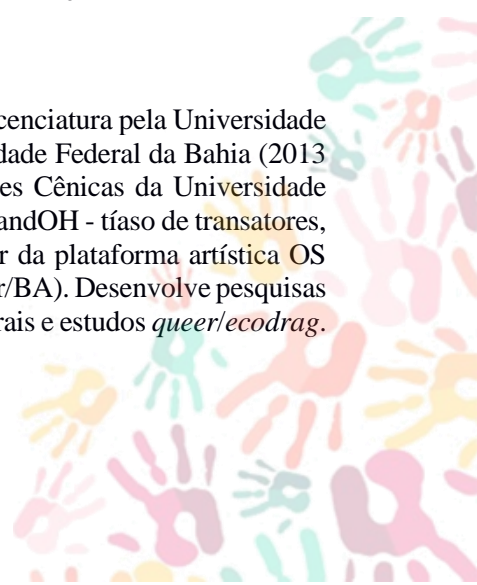 cenciatura pela Universidade
dade Federal da Bahia (2013
es Cênicas da Universidade
andOH - tíaso de transatores,
r da plataforma artística OS
r/BA). Desenvolve pesquisas
rais e estudos queer/ecodrag.